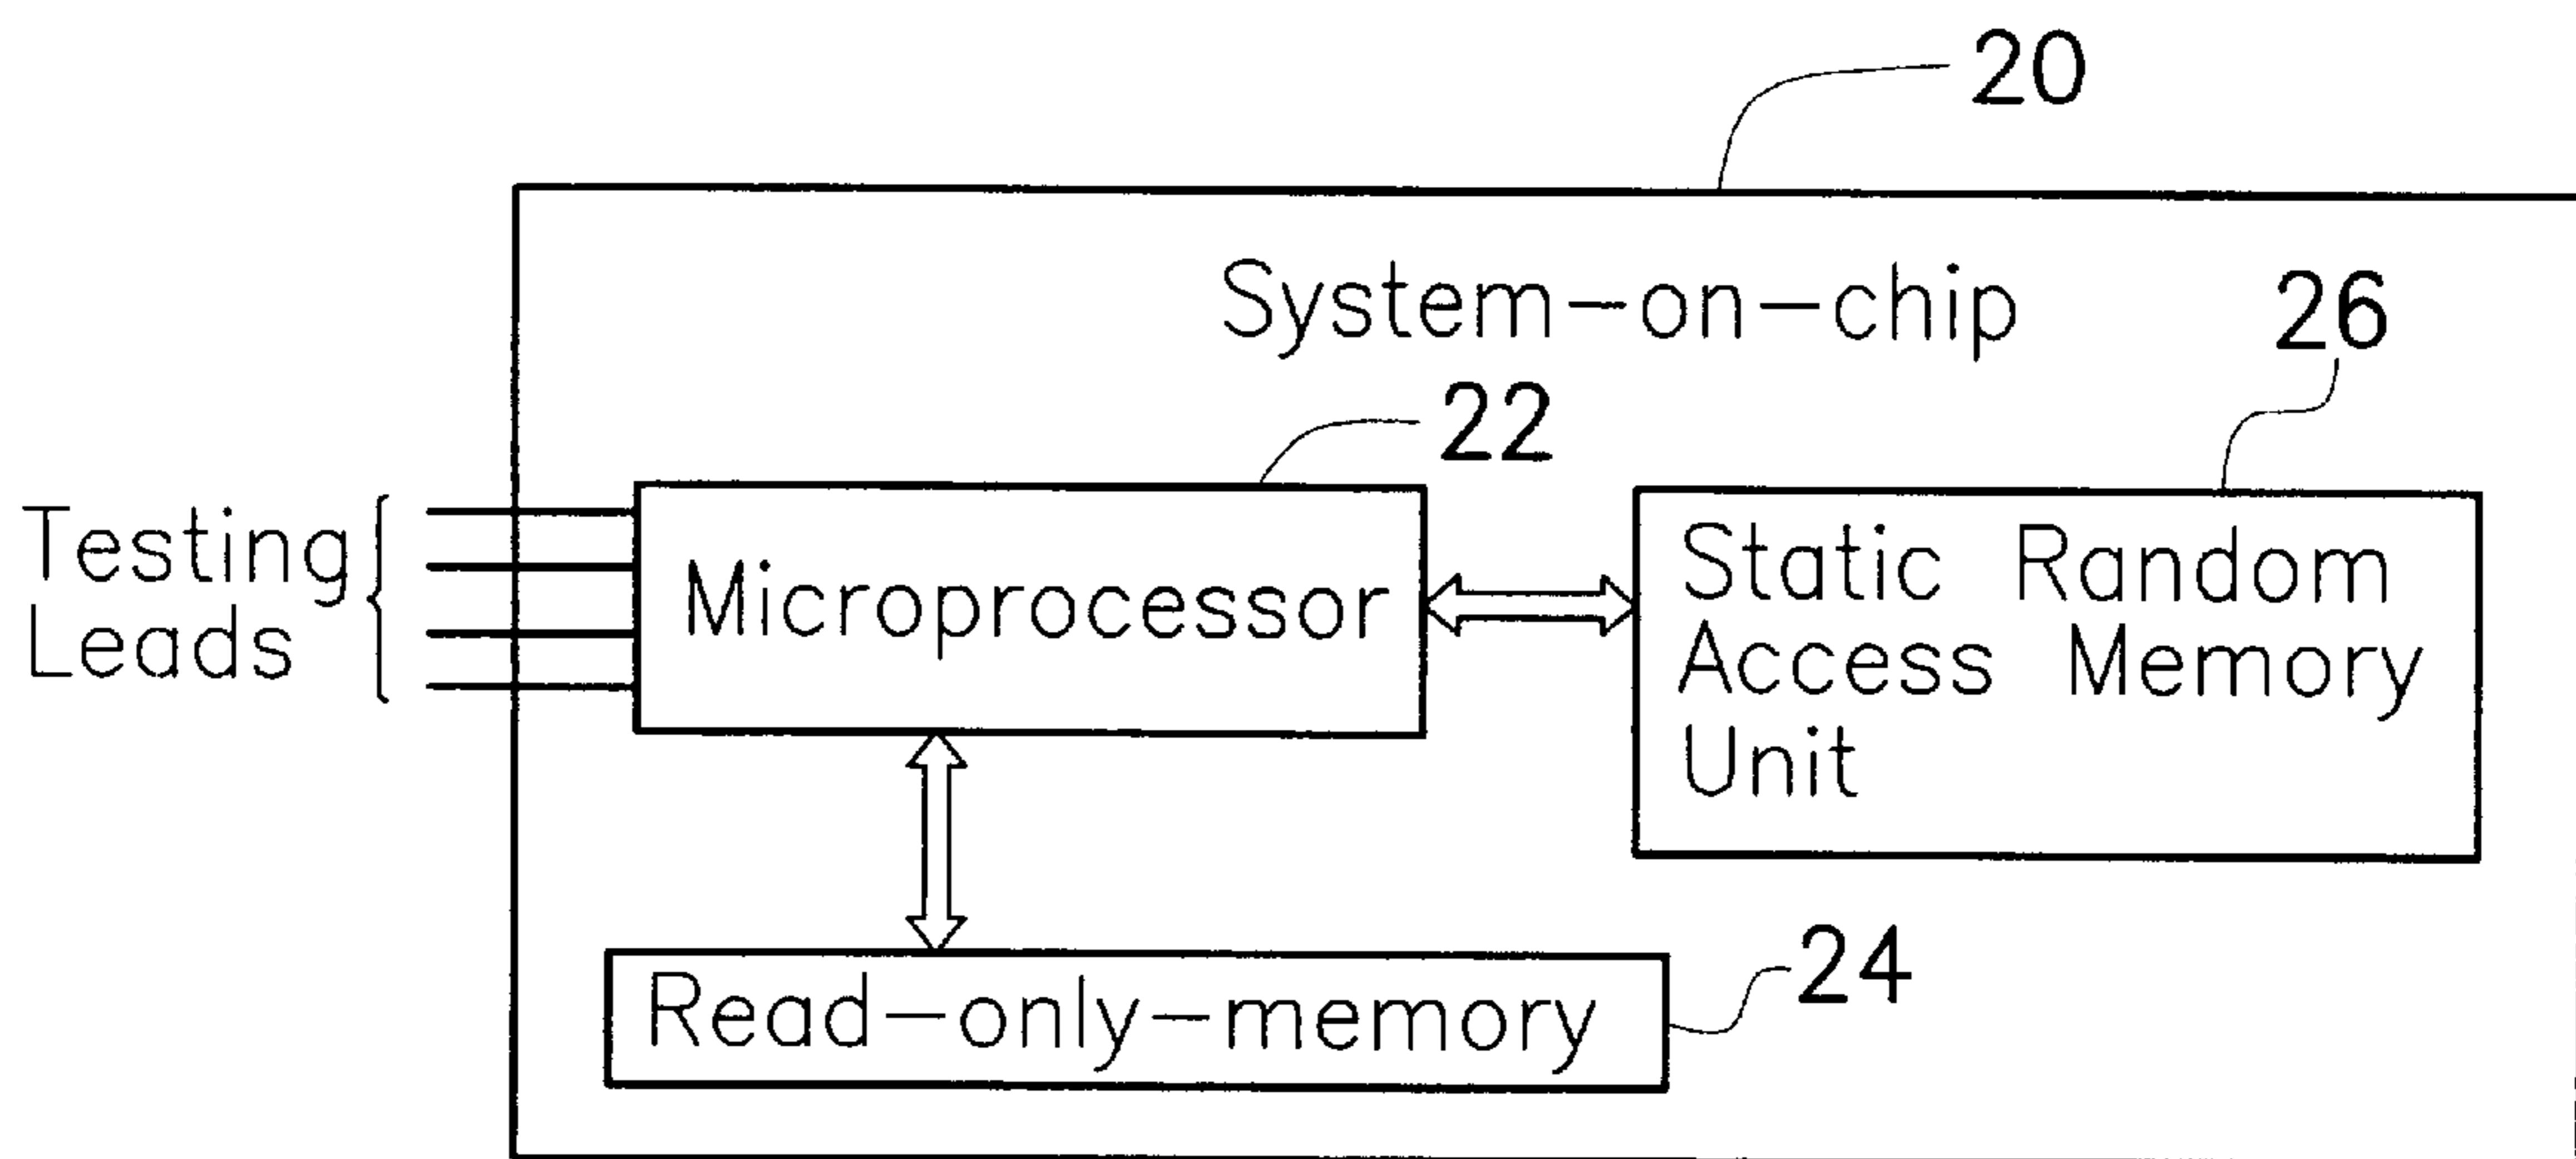 20
System-on-chip
26
22
Testing
Leads
Microprocessor
Static Random
Access Memory
Unit
24
Read-only-memory